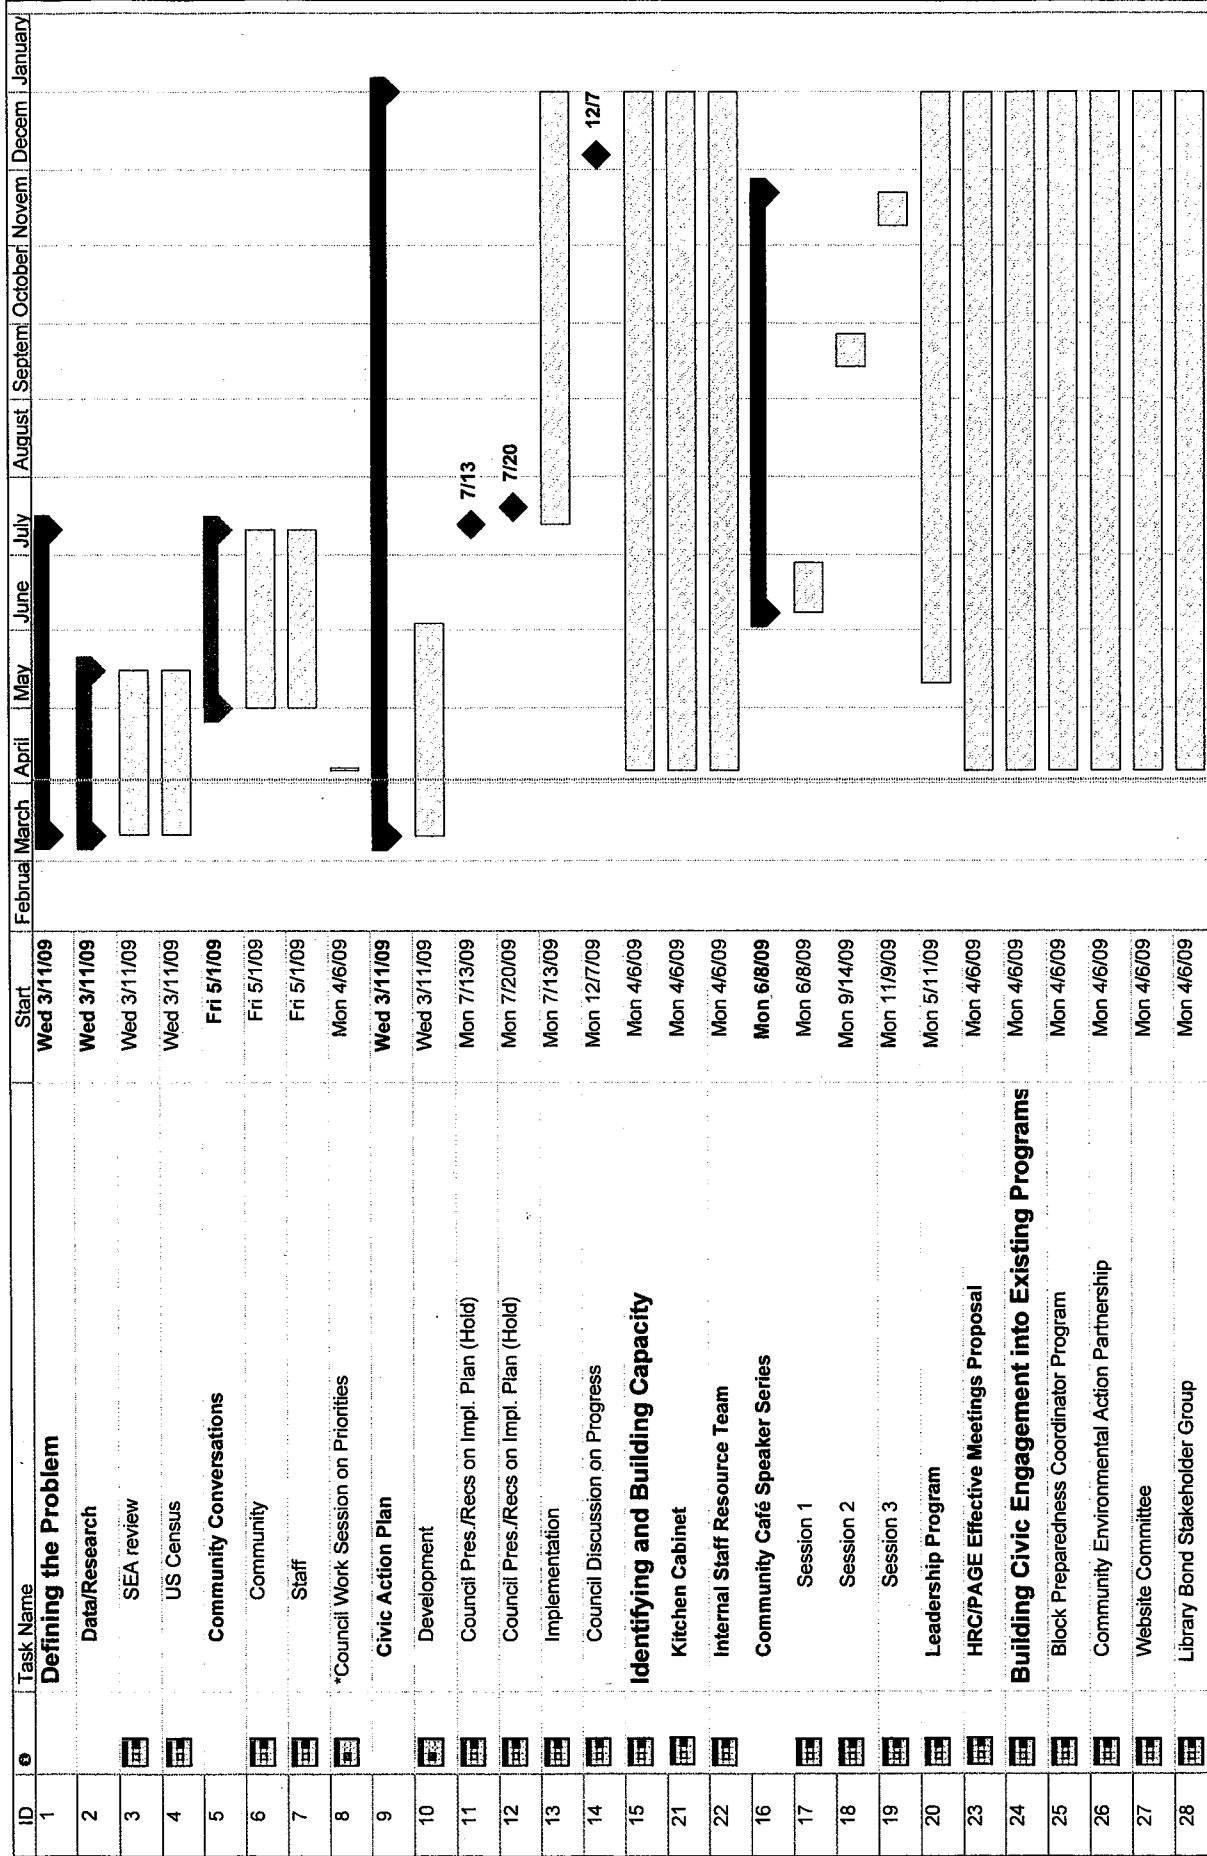 ID Task Name Start Februa March April May June July August Septem October Novem Decem January
1 Defining the Problem Wed 3/11/09
2 Data/Research Wed 3/11/09
3 SEA review Wed 3/11/09
4 US Census Wed 3/11/09
5 Community Conversations Fri 5/1/09
6 Community Fri 5/1/09
7 Staff Fri 5/1/09
8 *Council Work Session on Priorities Mon 4/6/09
9 Civic Action Plan Wed 3/11/09
10 Development Wed 3/11/09
11 Council Pres./Recs on Impl. Plan (Hold) Mon 7/13/09 7/13
12 Council Pres./Recs on Impl. Plan (Hold) Mon 7/20/09 7/20
13 Implementation Mon 7/13/09
14 Council Discussion on Progress Mon 12/7/09 12/7
15 Identifying and Building Capacity Mon 4/6/09
21 Kitchen Cabinet Mon 4/6/09
22 Internal Staff Resource Team Mon 4/6/09
16 Community Café Speaker Series Mon 6/8/09
17 Session 1 Mon 6/8/09
18 Session 2 Mon 9/14/09
19 Session 3 Mon 11/9/09
20 Leadership Program Mon 5/11/09
23 HRC/PAGE Effective Meetings Proposal Mon 4/6/09
24 Building Civic Engagement into Existing Programs Mon 4/6/09
25 Block Preparedness Coordinator Program Mon 4/6/09
26 Community Environmental Action Partnership Mon 4/6/09
27 Website Committee Mon 4/6/09
28 Library Bond Stakeholder Group Mon 4/6/09